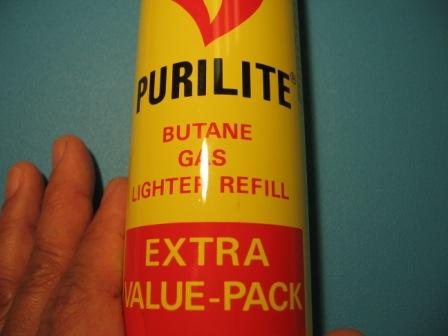 PURILITE®
BUTANE
GAS
LIGHTER REFILL
EXTRA
VALUE-PACK